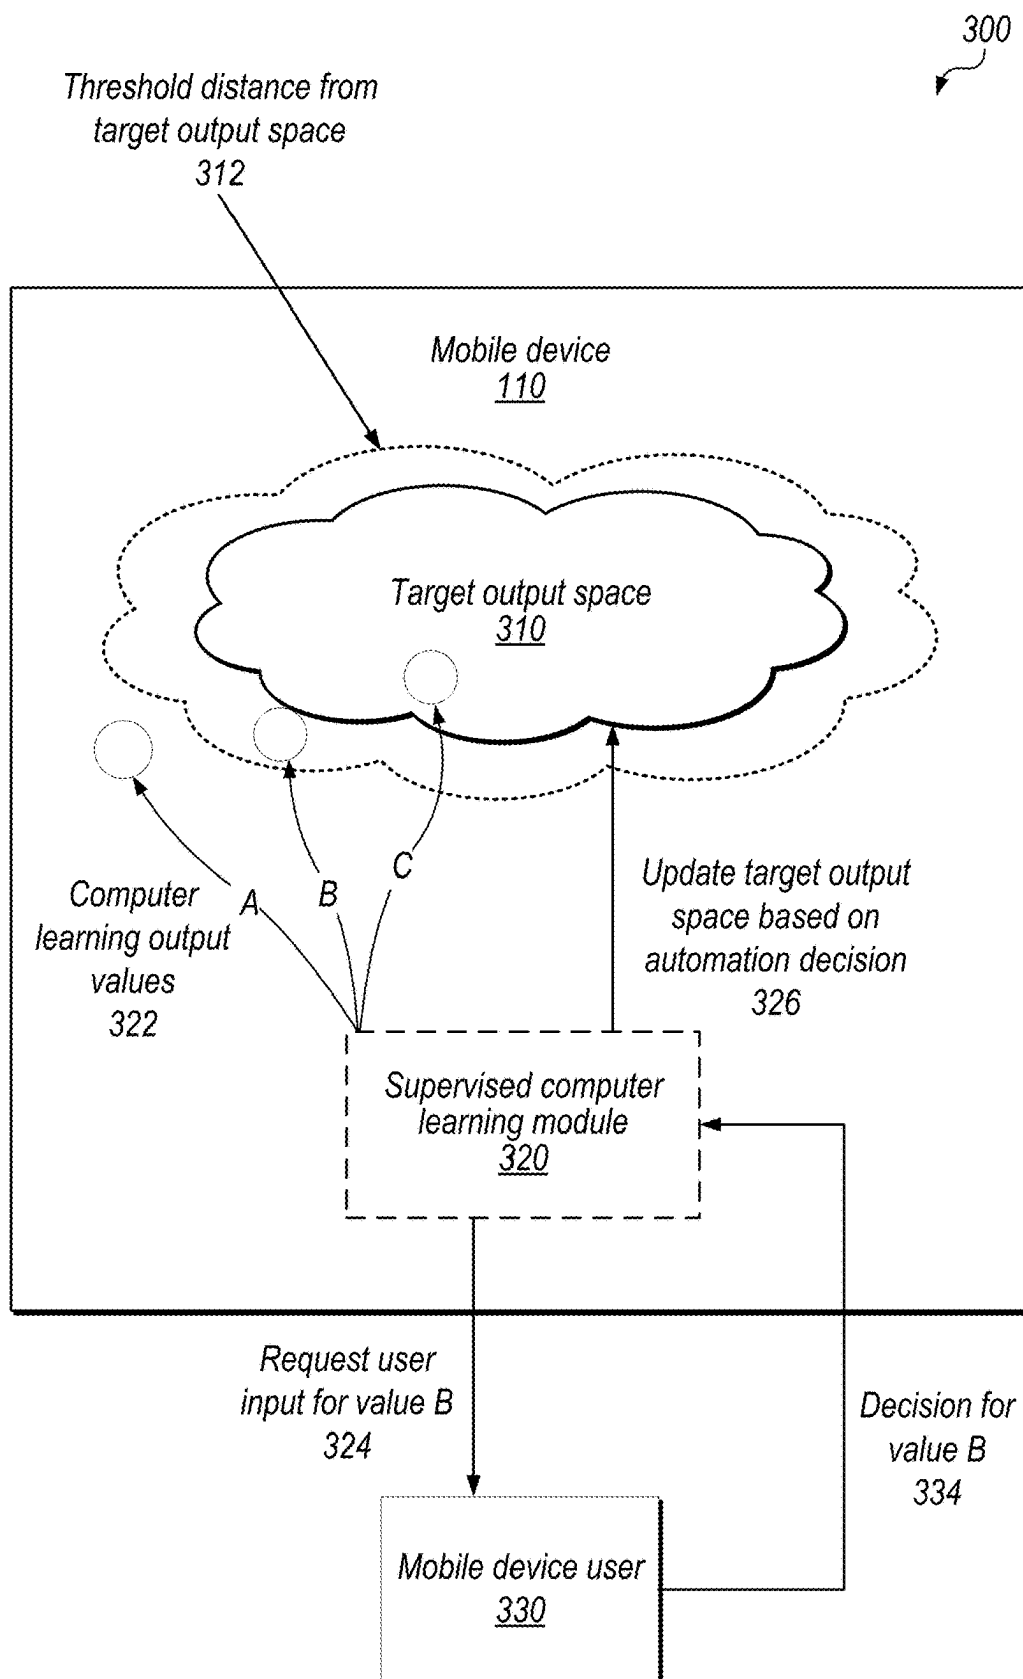 300
Threshold distance from
target output space
312
Mobile device
110
Target output space
310
A
B
C
Computer
learning output
values
322
Update target output
space based on
automation decision
326
Supervised computer
learning module
320
Request user
input for value B
324
Decision for
value B
334
Mobile device user
330